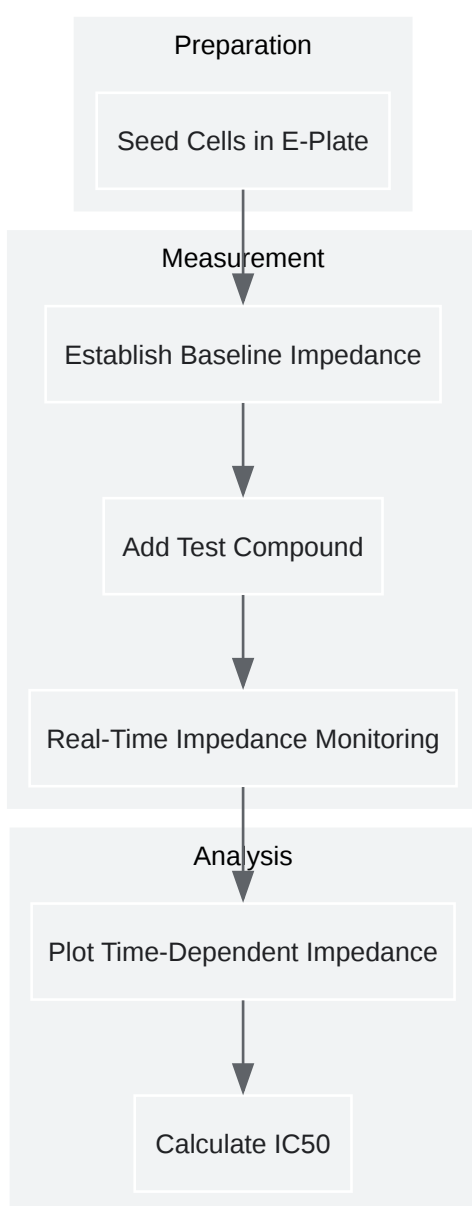 Preparation
Seed Cells in E-Plate
Measurement
Establish Baseline Impedance
Add Test Compound
Real-Time Impedance Monitoring
Analysis
Plot Time-Dependent Impedance
Calculate IC50